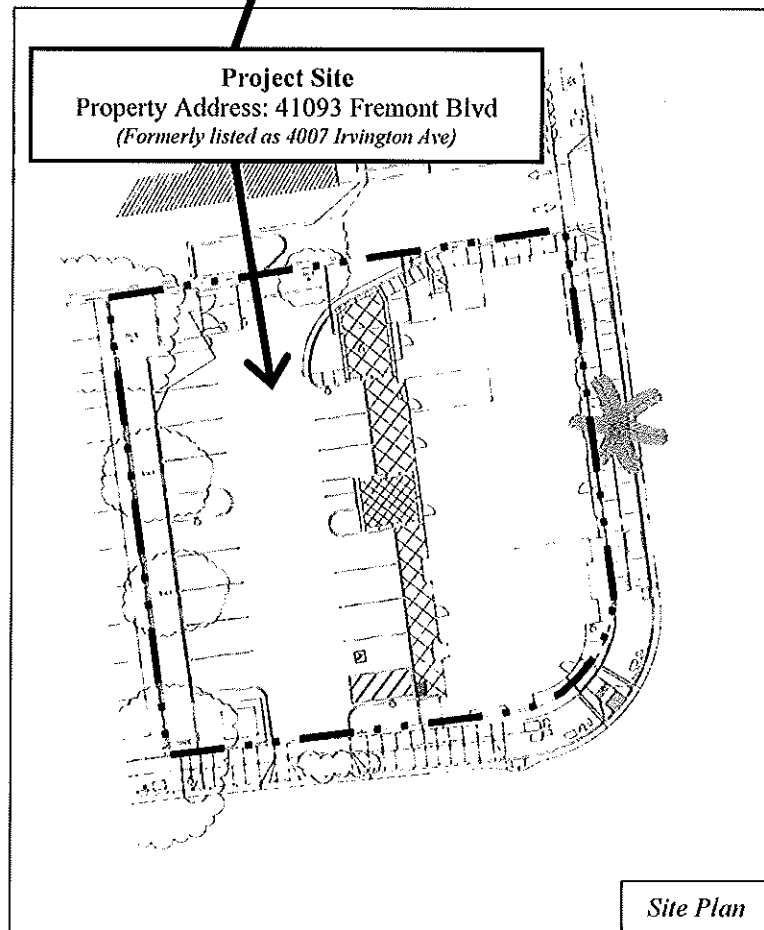 Project Site
Property Address: 41093 Fremont Blvd
(Formerly listed as 4007 Irvington Ave)
Site Plan